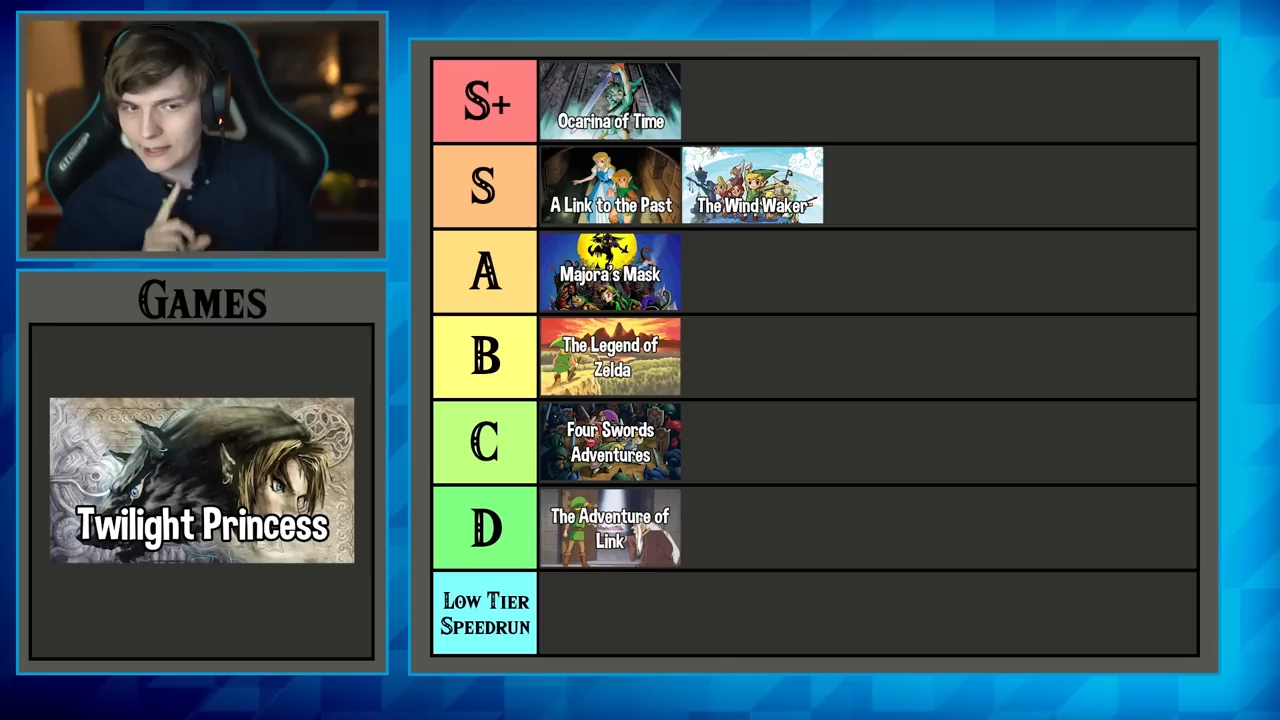 GAMES
Twilight Princess
S+
Ocarina of Time
S
A Link to the Past
The Wind Waker
A
Majora's Mask
B
The Legend of
Zelda
C
Four Swords
Adventures
D
The Adventure of
Link
LOW TIER
SPEEDRUN